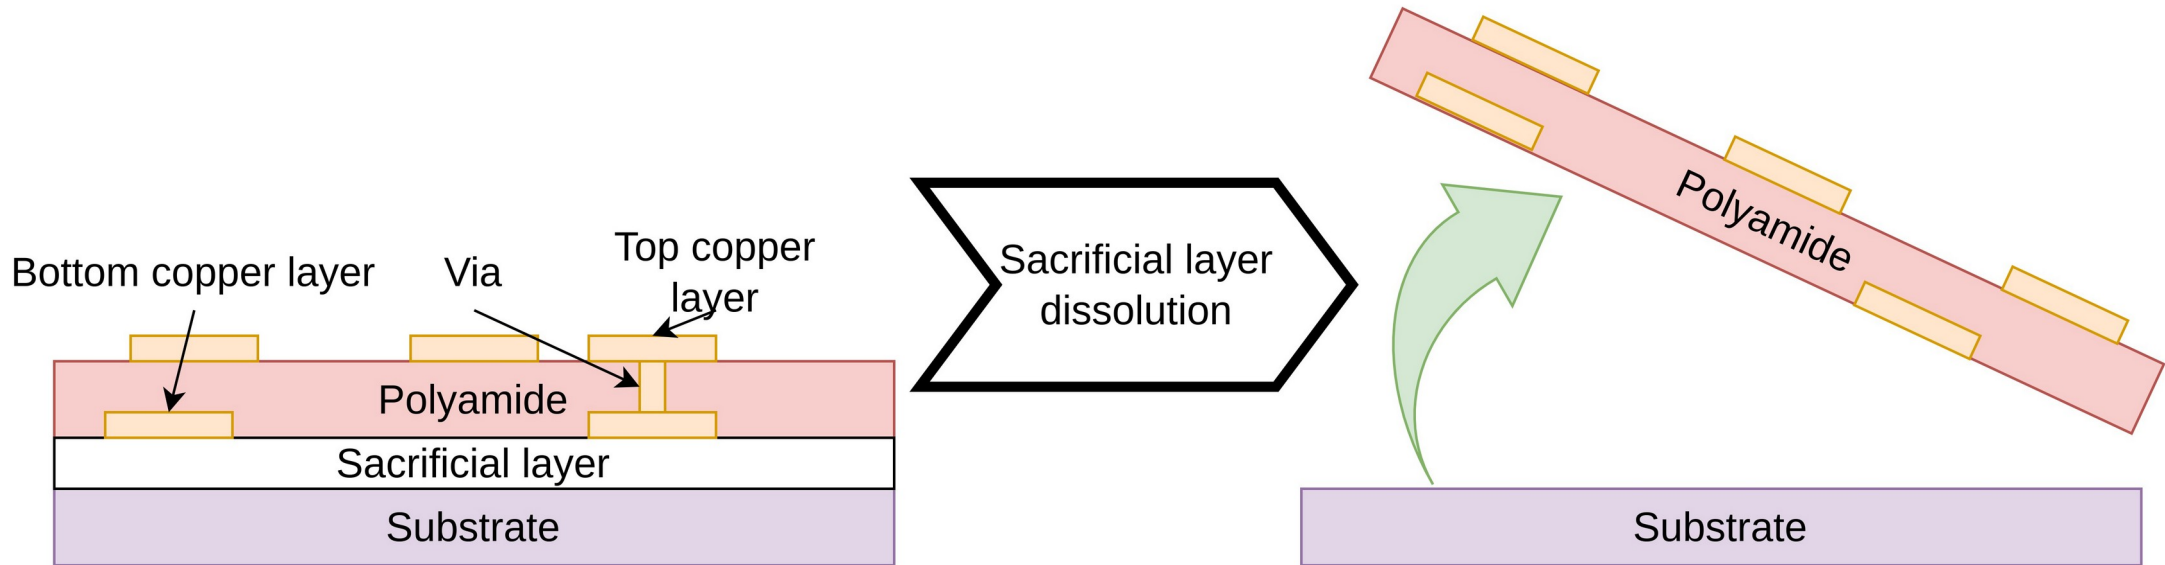 Bottom copper layer
Via
Top copper
layer
Polyamide
Sacrificial layer
Substrate
Sacrificial layer
dissolution
Polyamide
Substrate